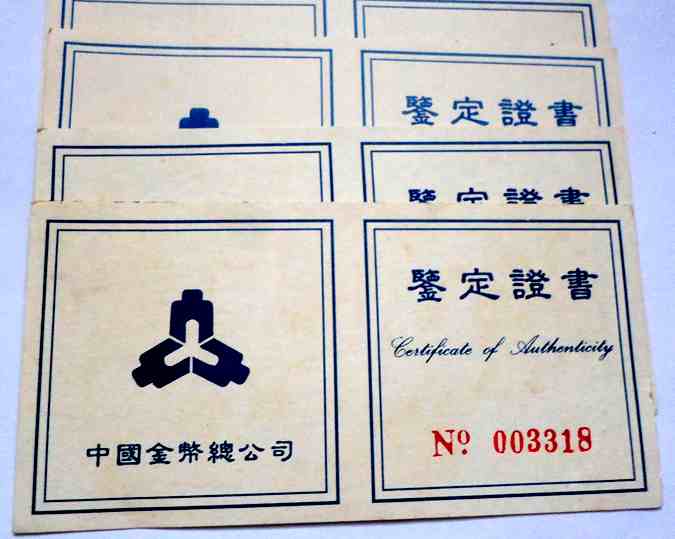 鑒定證書
鑒定證書
鑒定證書
Certificate of Authenticity
中國金幣總公司
Nº 003318